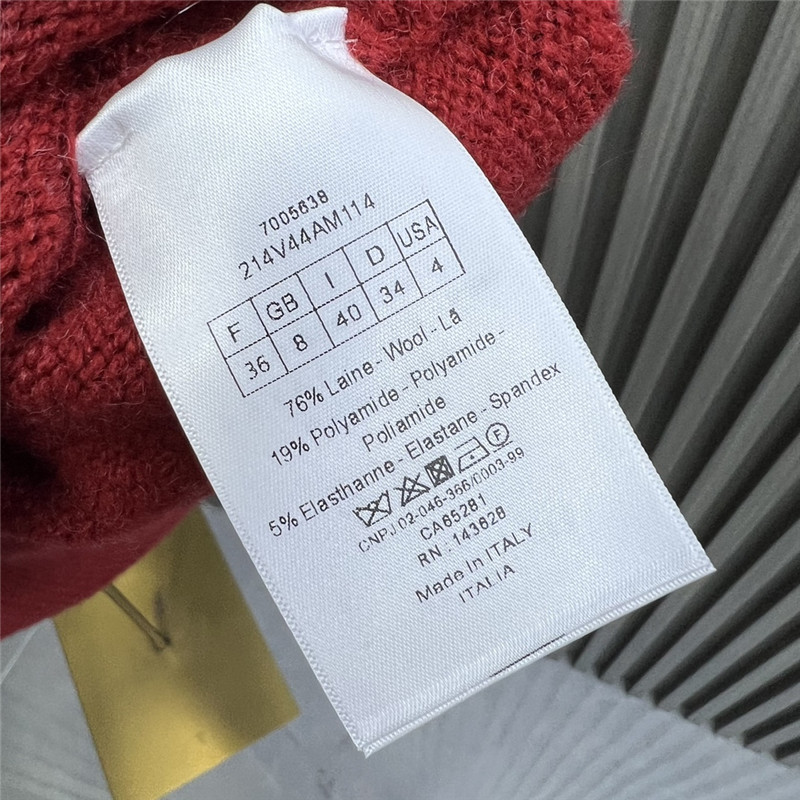 7005638
214V44AM114
F GB I D USA
36 8 40 34 4
76% Laine - Wool - Lã
19% Polyamide - Polyamide -
Poliamide
5% Elasthanne - Elastane - Spandex
F
CNPJ 02-046-366/0003-99
CA65281
RN : 143628
Made In ITALY
ITALIA